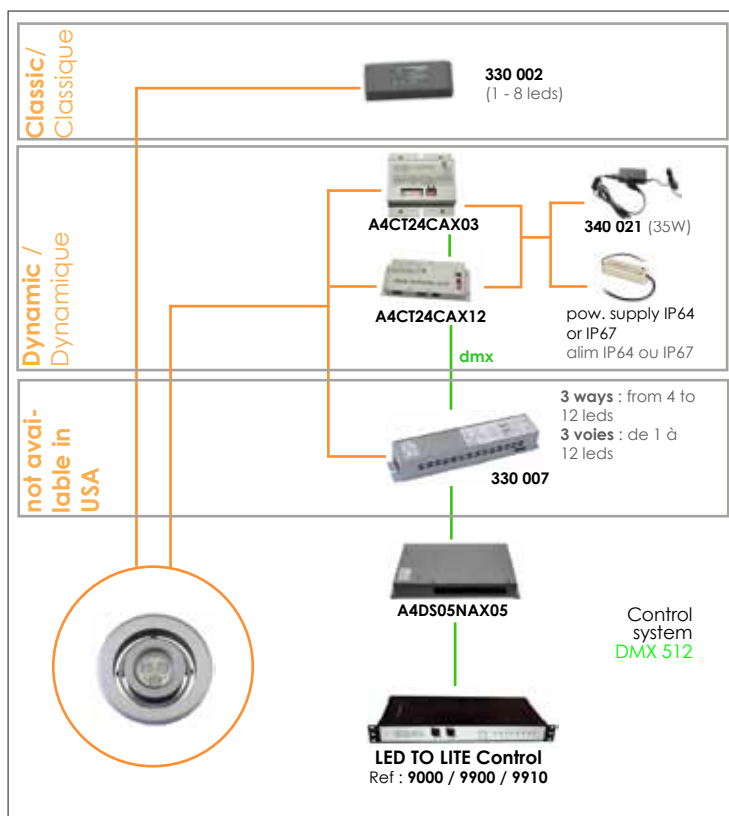 Classic/
Classique
330 002
(1 - 8 leds)
Dynamic /
Dynamique
A4CT24CAX03
340 021 (35W)
A4CT24CAX12
pow. supply IP64
or IP67
alim IP64 ou IP67
dmx
not avai-
lable in
USA
3 ways : from 4 to
12 leds
3 voies : de 1 à
12 leds
330 007
A4DS05NAX05
Control
system
DMX 512
LED TO LITE Control
Ref : 9000 / 9900 / 9910